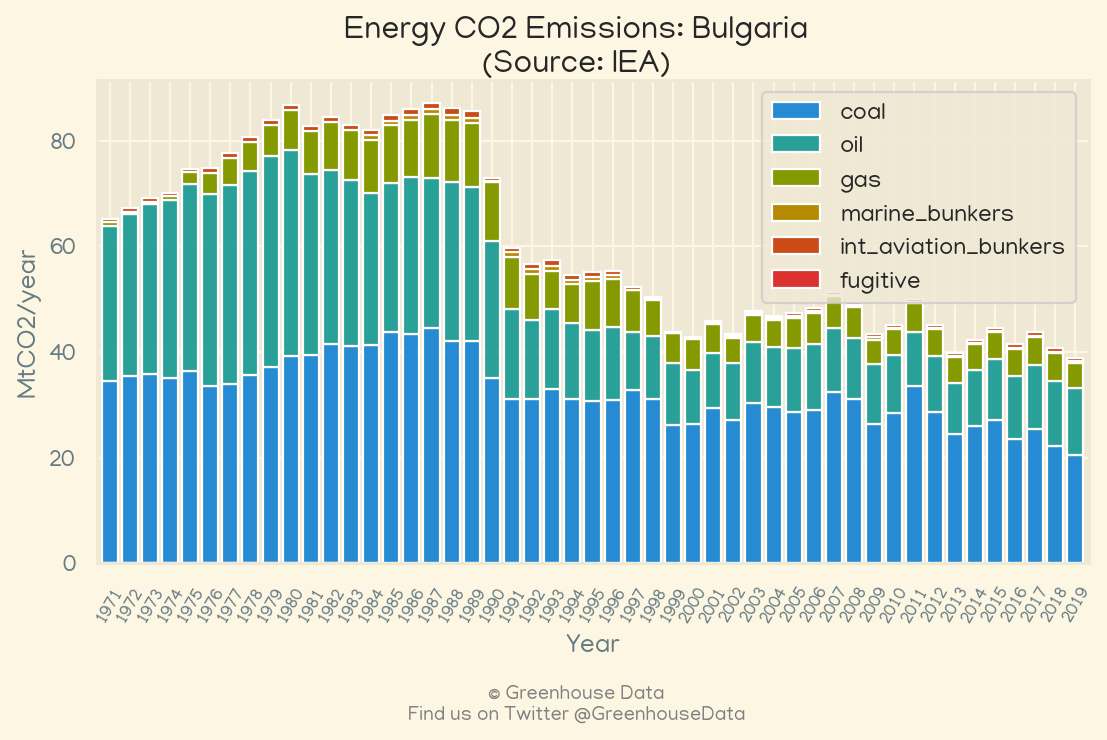 Energy CO2 Emissions: Bulgaria
(Source: IEA)
coal
oil
gas
marine_bunkers
int_aviation_bunkers
fugitive
MtCO2/year
80
60
40
20
0
1971 1972 1973 1974 1975 1976 1977 1978 1979 1980 1981 1982 1983 1984 1985 1986 1987 1988 1989 1990 1991 1992 1993 1994 1995 1996 1997 1998 1999 2000 2001 2002 2003 2004 2005 2006 2007 2008 2009 2010 2011 2012 2013 2014 2015 2016 2017 2018 2019
Year
© Greenhouse Data
Find us on Twitter @GreenhouseData